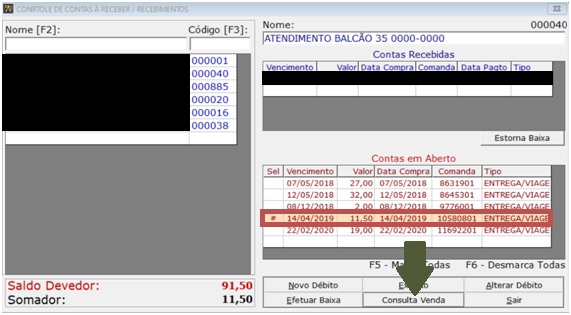 CONRTOLE DE CONTAS À RECEBER / RECEBIMENTOS
Nome [F2]: Código [F3]:
000001
000040
000885
000020
000016
000038
Saldo Devedor: 91,50
Somador: 11,50
Nome: 000040
ATENDIMENTO BALCÃO 35 0000-0000
Contas Recebidas
Vencimento Valor Data Compra Comanda Data Pagto Tipo
Estorna Baixa
Contas em Aberto
Sel Vencimento Valor Data Compra Comanda Tipo
07/05/2018 27,00 07/05/2018 8631901 ENTREGA/VIAGE
12/05/2018 32,00 12/05/2018 8645301 ENTREGA/VIAGE
08/12/2018 2,00 08/12/2018 9776001 ENTREGA/VIAGE
# 14/04/2019 11,50 14/04/2019 10580801 ENTREGA/VIAGE
22/02/2020 19,00 22/02/2020 11692201 ENTREGA/VIAGE
F5 - Ma Todas F6 - Desmarca Todas
Novo Débito Alterar Débito
Efetuar Baixa Consulta Venda Sair